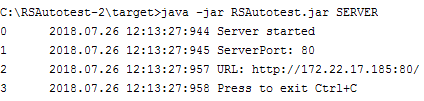 C:\RSAutotest-2\target>java -jar RSAutotest.jar SERVER
0 2018.07.26 12:13:27:944 Server started
1 2018.07.26 12:13:27:945 ServerPort: 80
2 2018.07.26 12:13:27:957 URL: http://172.22.17.185:80/
3 2018.07.26 12:13:27:958 Press to exit Ctrl+C